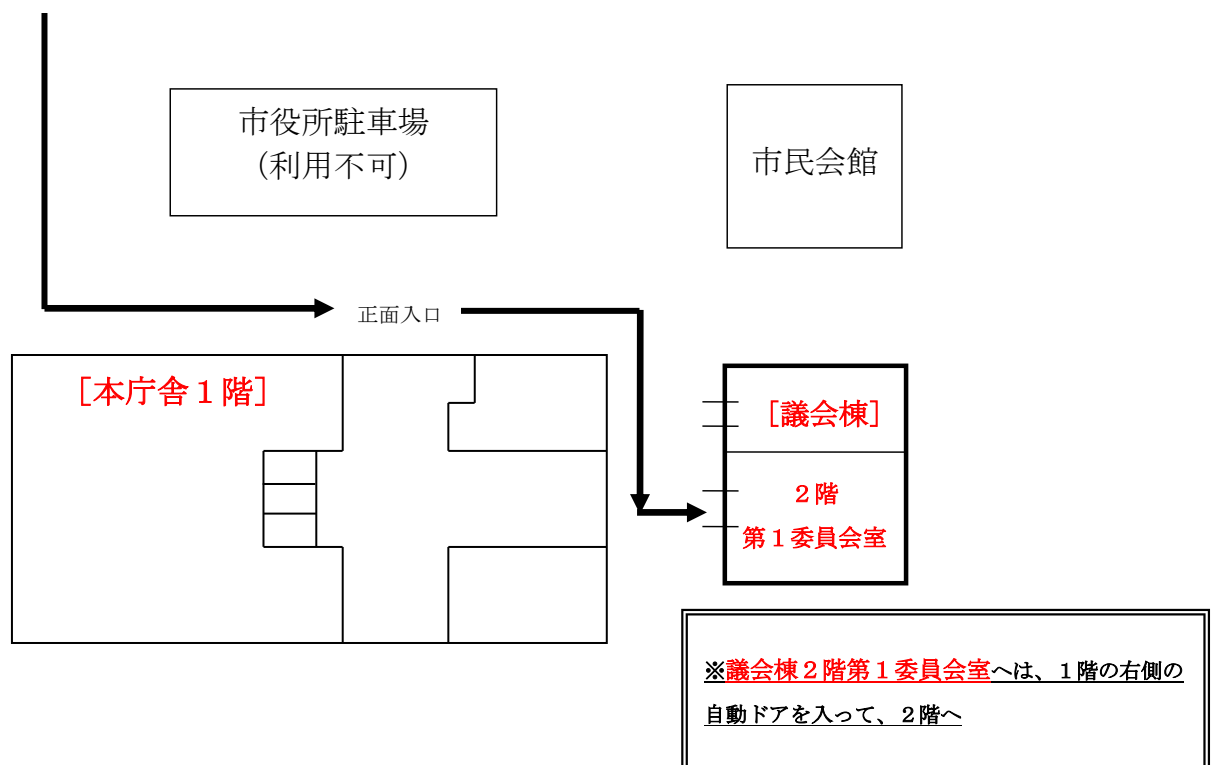 市役所駐車場
（利用不可）
市民会館
正面入口
［本庁舎１階］
［議会棟］
２階
第１委員会室
※議会棟２階第１委員会室へは、１階の右側の
自動ドアを入って、２階へ